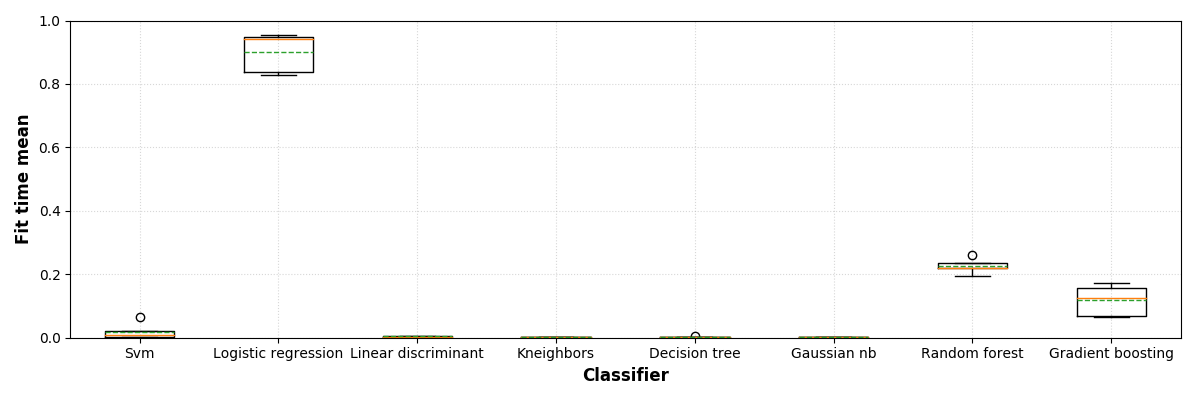 1.0
0.8
0.6
0.4
0.2
0.0
Fit time mean
Svm Logistic regression Linear discriminant Kneighbors Decision tree Gaussian nb Random forest Gradient boosting
Classifier